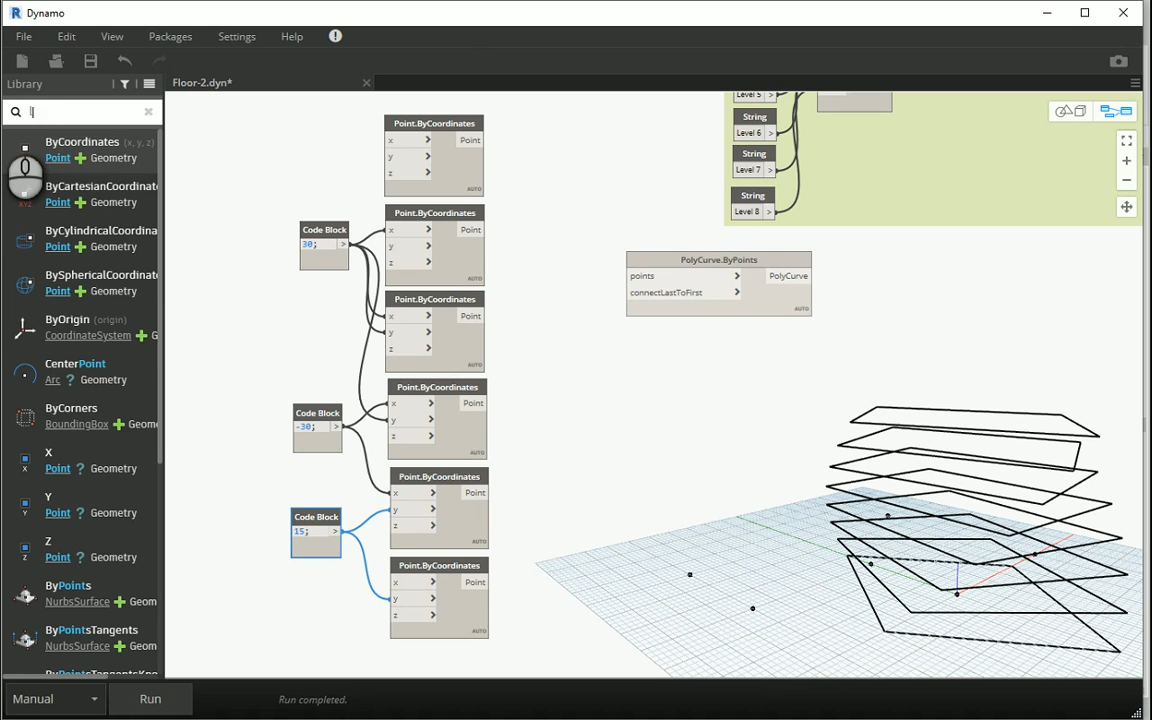 Dynamo
File Edit View Packages Settings Help
Library
Floor-2.dyn*
l
ByCoordinates (x, y, z)
Point Geometry
ByCartesianCoordinate
Point Geometry
ByCylindricalCoordina
Point Geometry
BySphericalCoordinate
Point Geometry
ByOrigin (origin)
CoordinateSystem G
CenterPoint
Arc ? Geometry
ByCorners
BoundingBox Geom
X
Point ? Geometry
Y
Point ? Geometry
Z
Point ? Geometry
ByPoints
NurbsSurface Geom
ByPointsTangents
NurbsSurface Geom
Point.ByCoordinates
x Point
y
z
AUTO
Point.ByCoordinates
x Point
y
z
AUTO
Point.ByCoordinates
x Point
y
z
AUTO
Point.ByCoordinates
x Point
y
z
AUTO
Point.ByCoordinates
x Point
y
z
AUTO
Point.ByCoordinates
x Point
y
z
AUTO
Code Block
30; >
Code Block
-30; >
Code Block
15; >
Level 5 >
String
Level 6 >
String
Level 7 >
String
Level 8 >
PolyCurve.ByPoints
points PolyCurve
connectLastToFirst
AUTO
Manual Run Run completed.